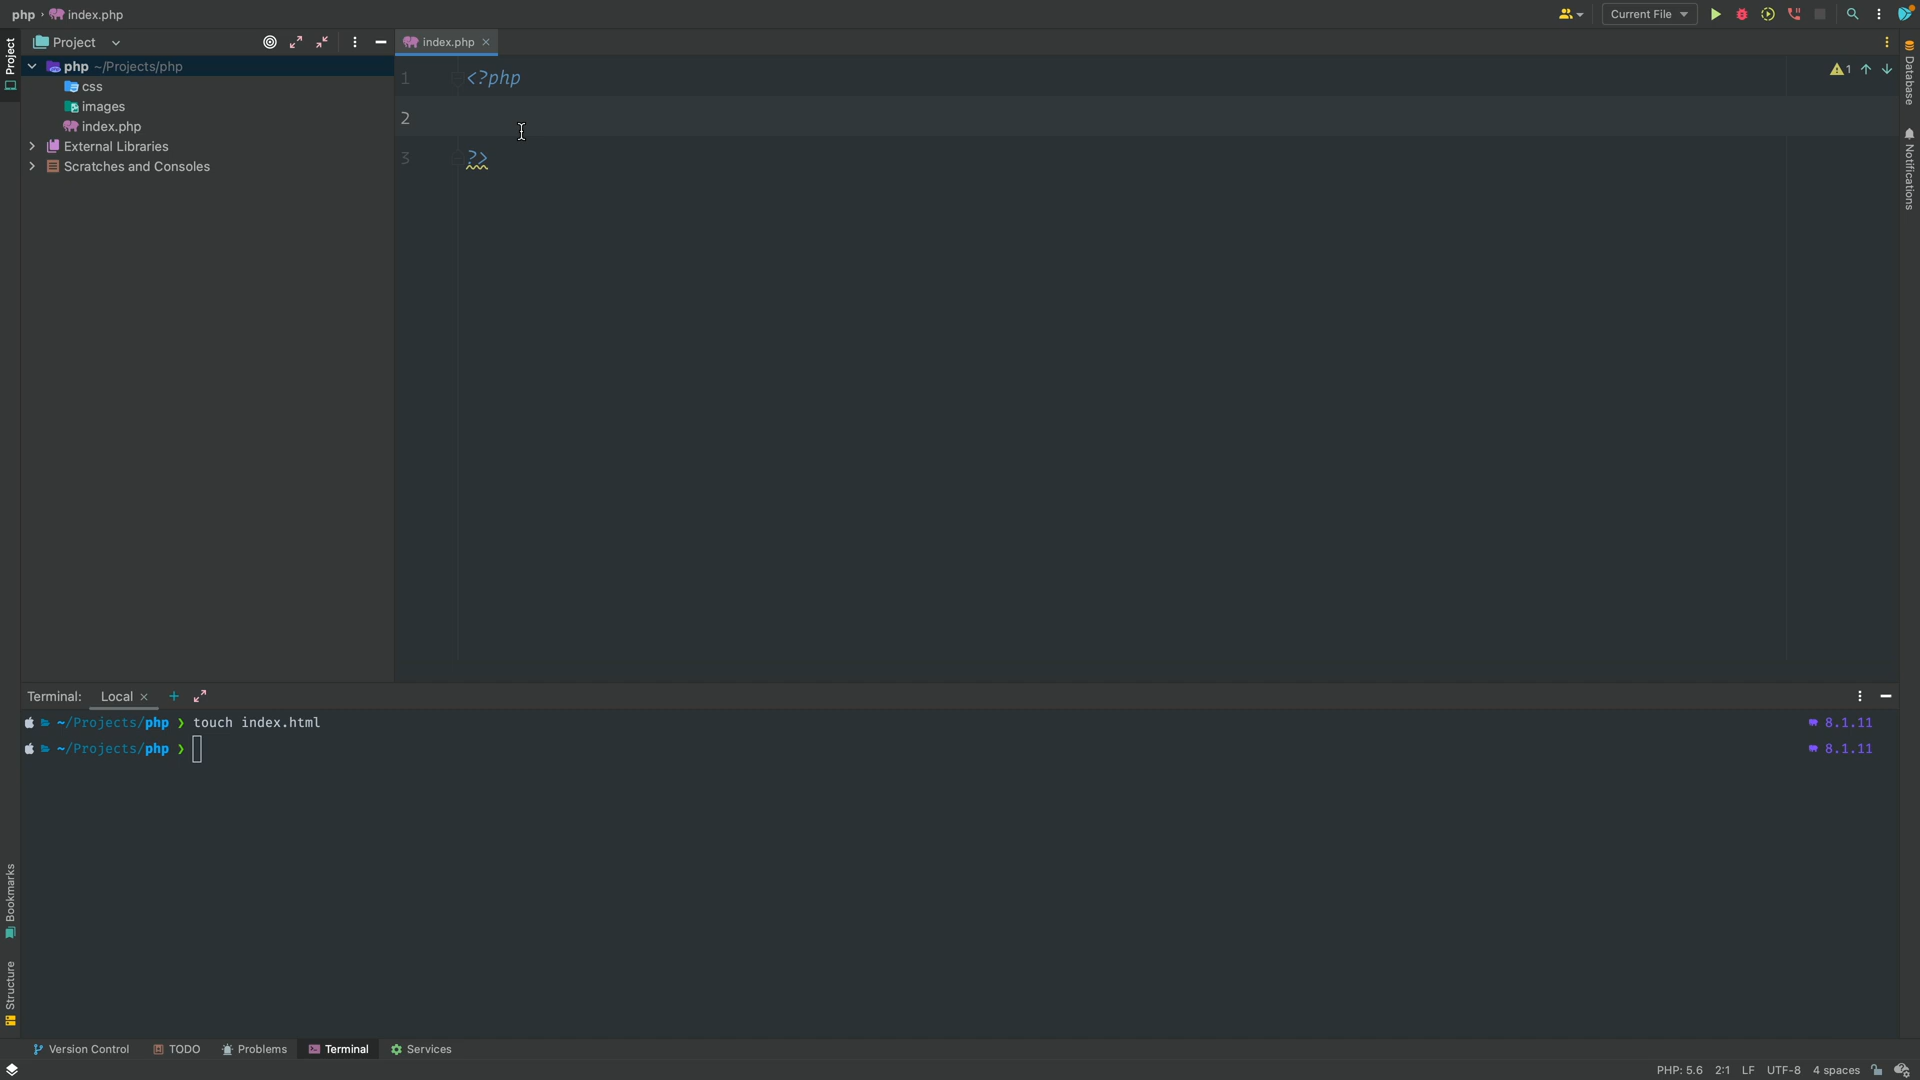 php › index.php
Current File
Project
Project
index.php
php ~/Projects/php
css
images
index.php
External Libraries
Scratches and Consoles
1 <?php
2
3 ?>
1
Database
Notifications
Terminal: Local
~/Projects/php ❯ touch index.html 8.1.11
~/Projects/php ❯ 8.1.11
Bookmarks
Structure
Version Control TODO Problems Terminal Services
PHP: 5.6 2:1 LF UTF-8 4 spaces